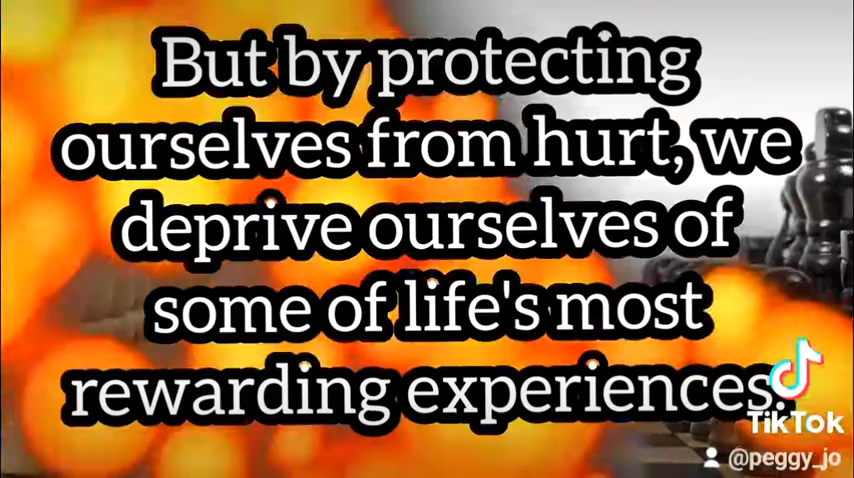 But by protecting
ourselves from hurt, we
deprive ourselves of
some of life's most
rewarding experiences.
TikTok
@peggy_jo